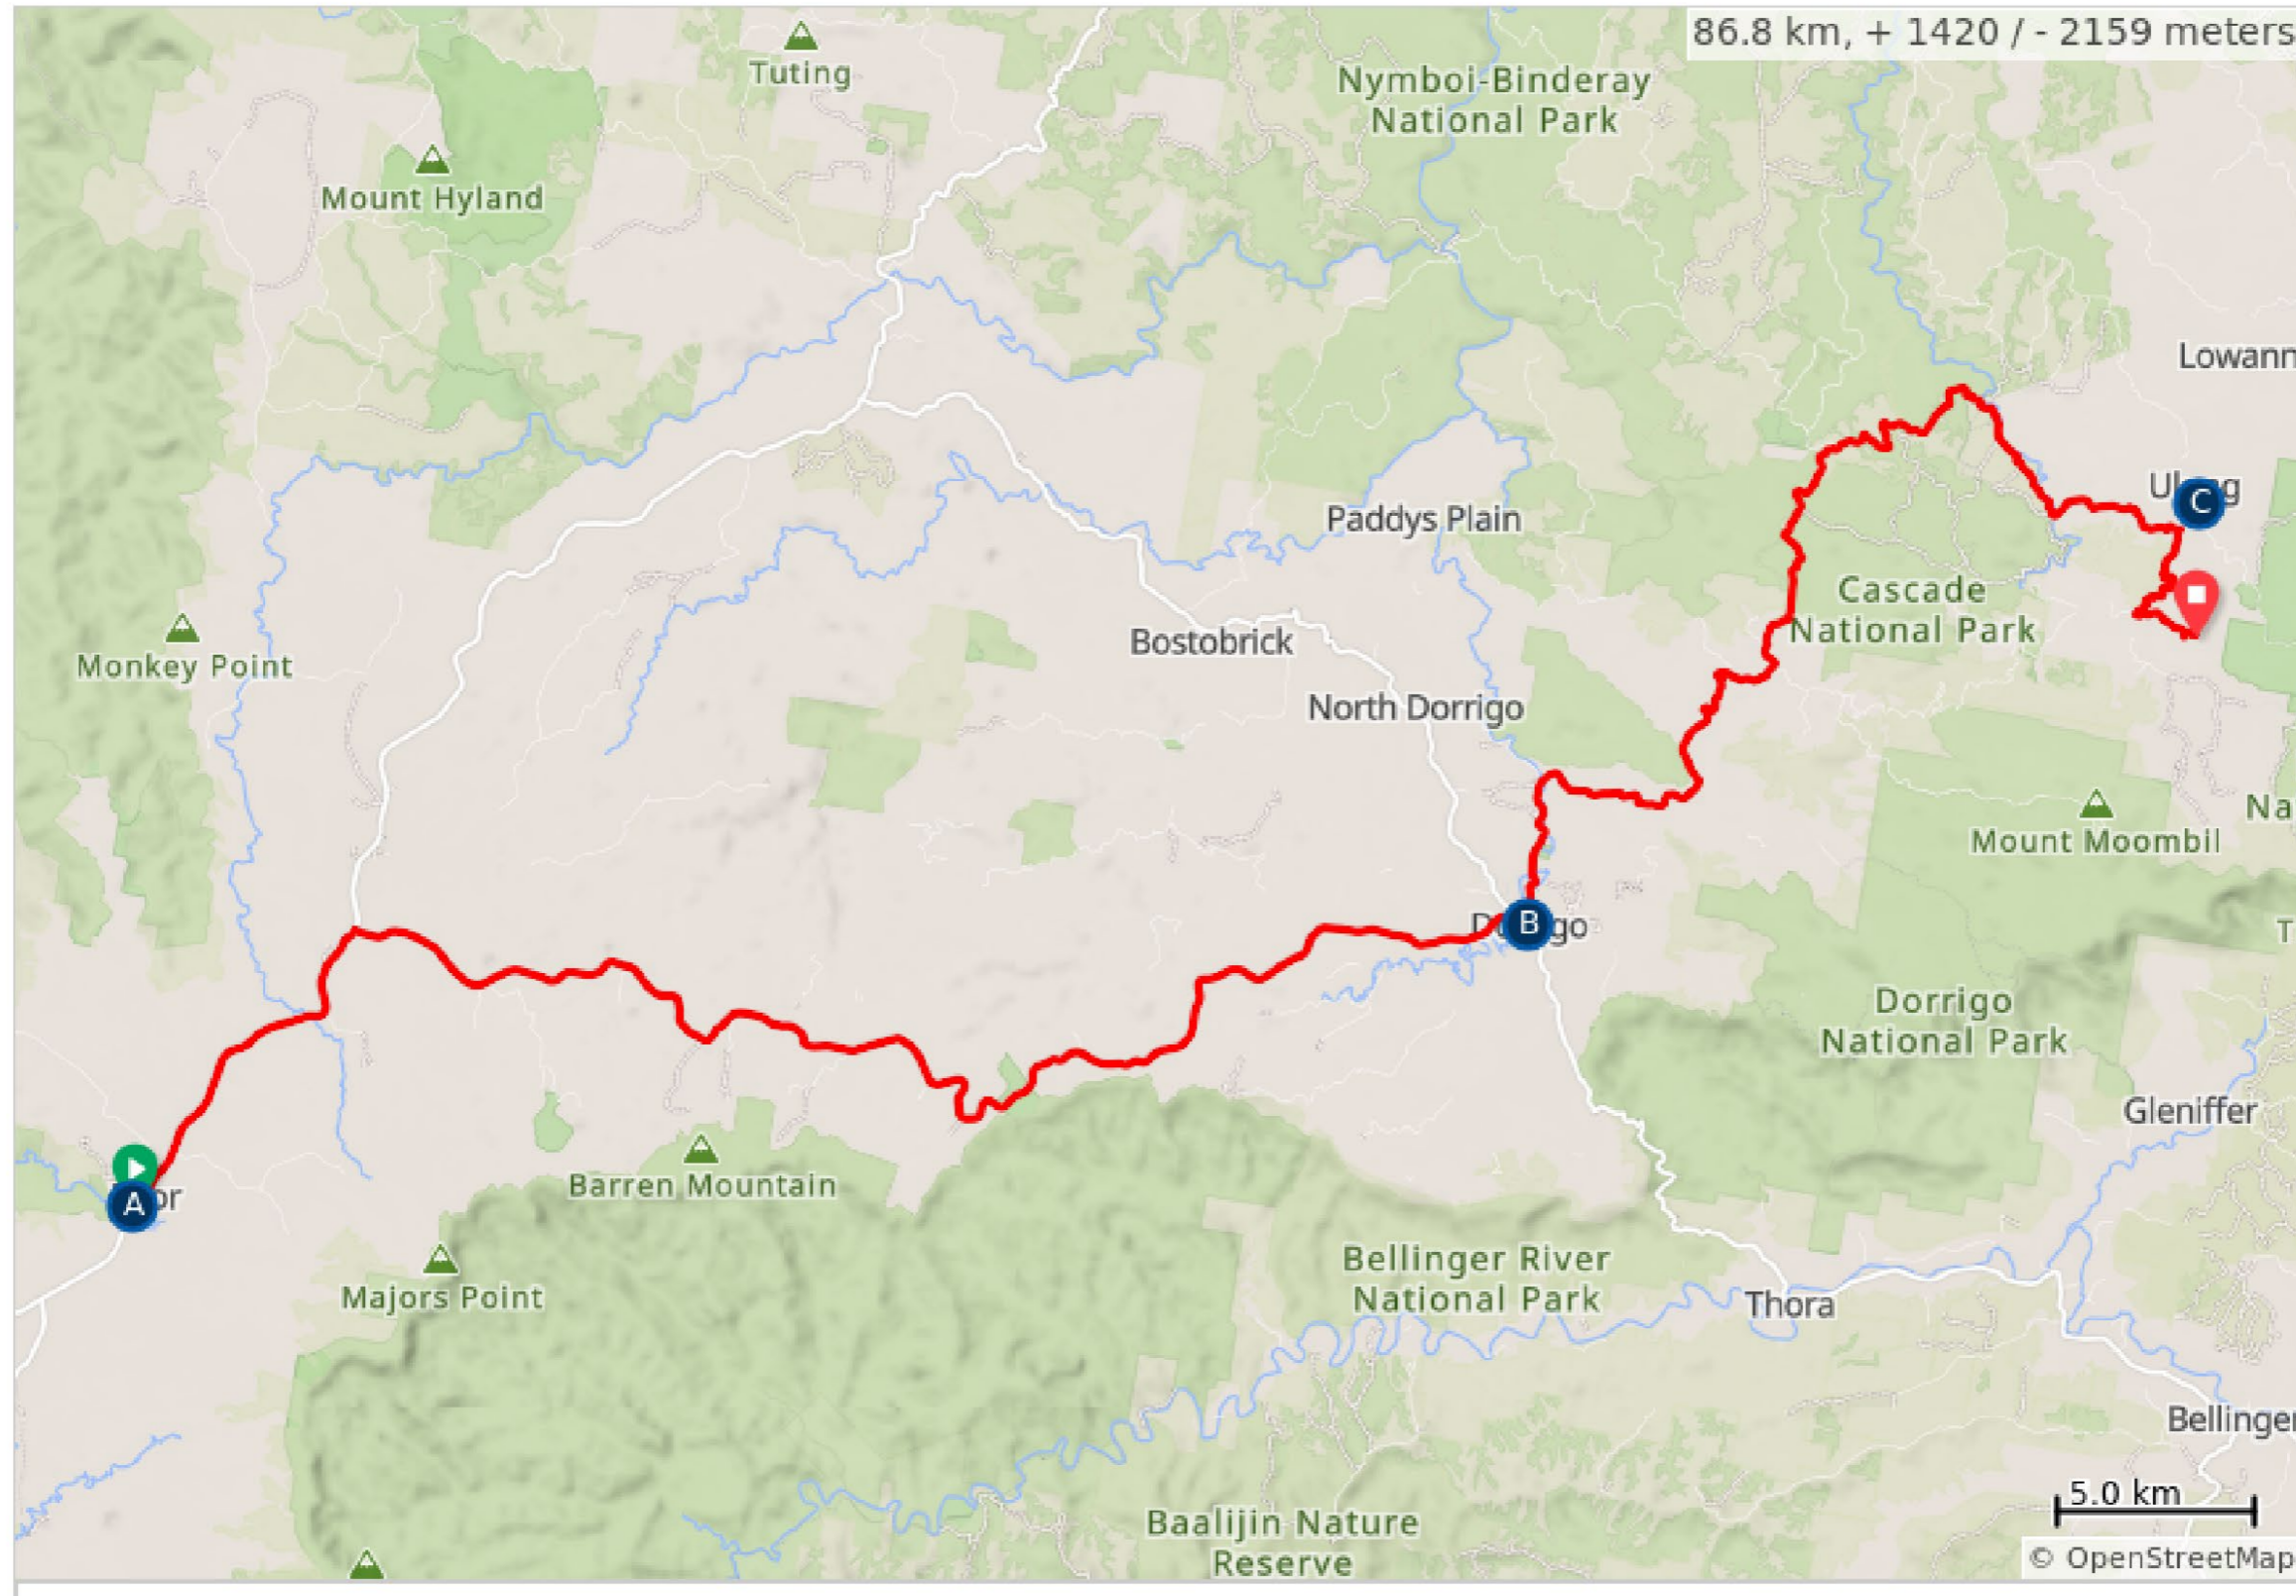 86.8 km, + 1420 / - 2159 meters
Tuting
Nymboi-Binderay
National Park
Mount Hyland
Lowann
C
Paddys Plain
Cascade
National Park
Bostobrick
Monkey Point
North Dorrigo
Na
Mount Moombil
B
Dorrigo
National Park
Gleniffer
Barren Mountain
A
Bellinger River
National Park
Majors Point
Thora
Bellinger
5.0 km
Baalijin Nature
Reserve
© OpenStreetMap